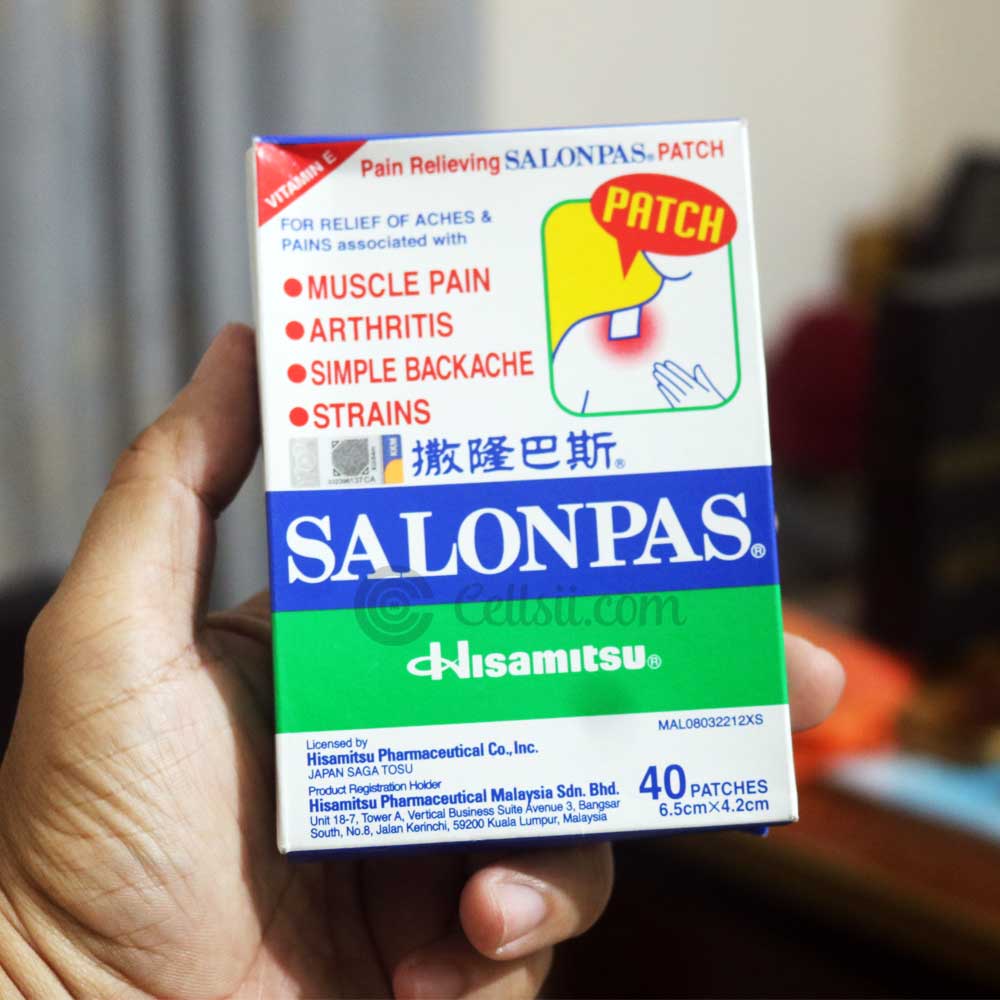 VITAMIN E
Pain Relieving SALONPAS® PATCH
FOR RELIEF OF ACHES &
PAINS associated with
PATCH
● MUSCLE PAIN
● ARTHRITIS
● SIMPLE BACKACHE
● STRAINS
撒隆巴斯®
SALONPAS®
Cellsii.com
Hisamitsu®
MAL08032212XS
Licensed by
Hisamitsu Pharmaceutical Co., Inc.
JAPAN SAGA TOSU
Product Registration Holder
Hisamitsu Pharmaceutical Malaysia Sdn. Bhd.
Unit 18-7, Tower A, Vertical Business Suite Avenue 3, Bangsar
South, No.8, Jalan Kerinchi, 59200 Kuala Lumpur, Malaysia
40 PATCHES
6.5cm×4.2cm